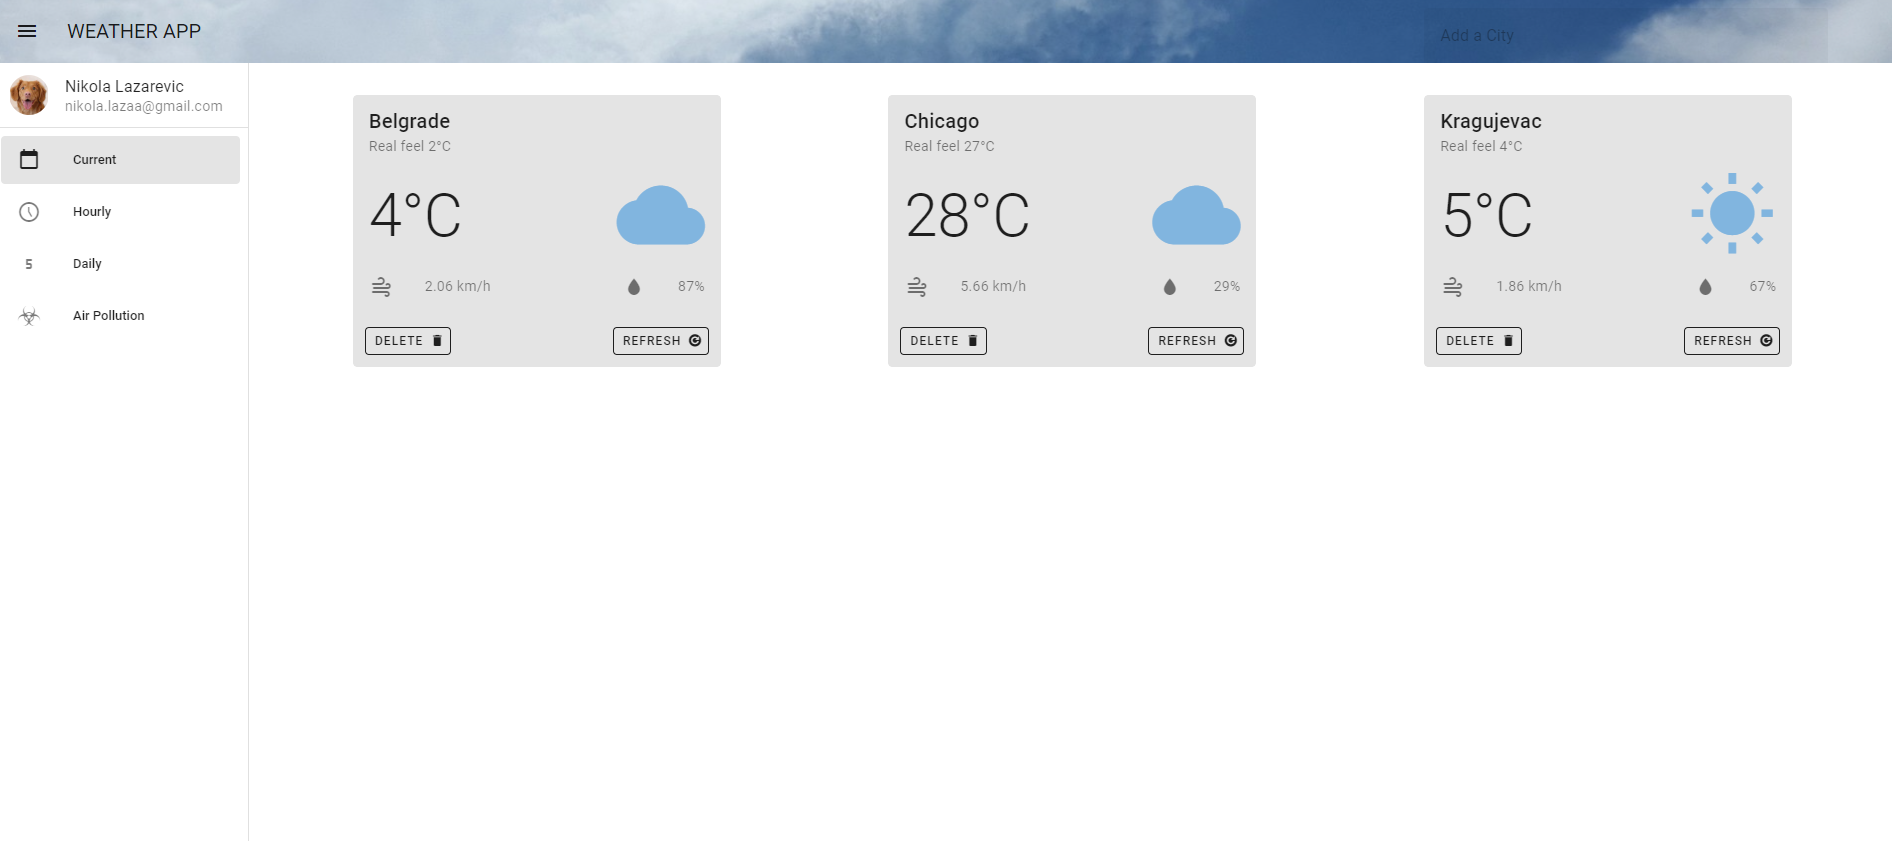 WEATHER APP
Add a City
Nikola Lazarevic
nikola.lazaa@gmail.com
Current
Hourly
5 Daily
Air Pollution
Belgrade
Real feel 2°C
4°C
2.06 km/h 87%
DELETE REFRESH
Chicago
Real feel 27°C
28°C
5.66 km/h 29%
DELETE REFRESH
Kragujevac
Real feel 4°C
5°C
1.86 km/h 67%
DELETE REFRESH